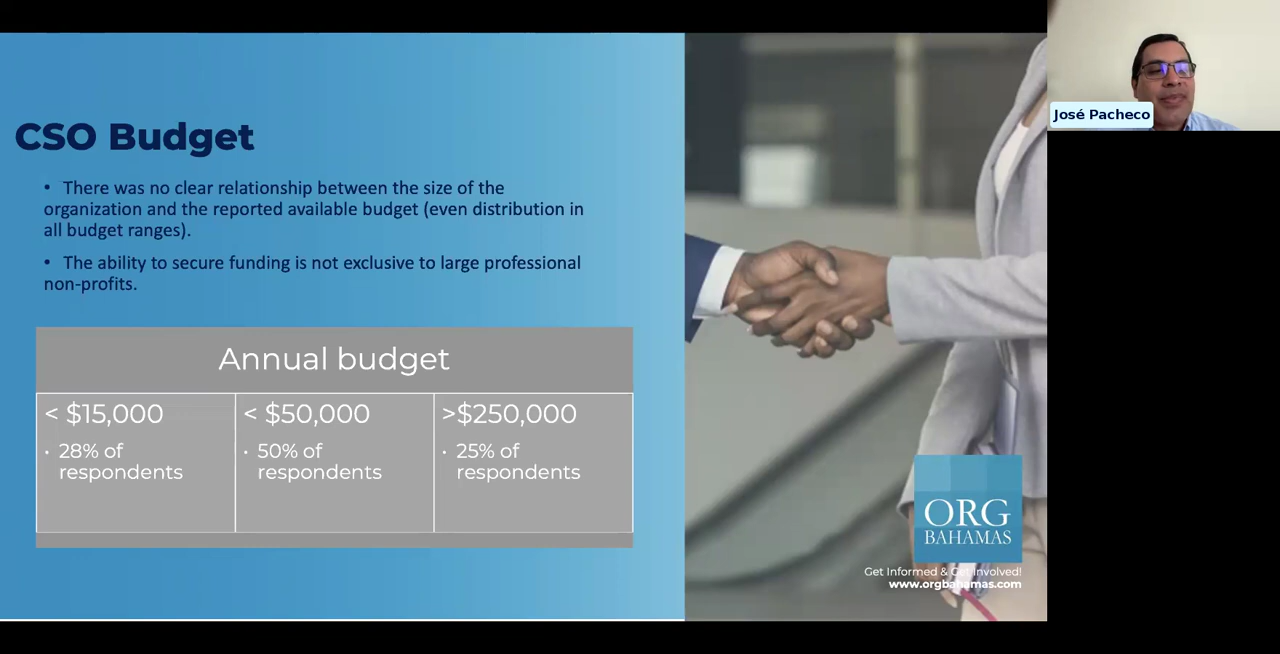 CSO Budget
• There was no clear relationship between the size of the
organization and the reported available budget (even distribution in
all budget ranges).
• The ability to secure funding is not exclusive to large professional
non-profits.
Annual budget
< $15,000
• 28% of
respondents
< $50,000
• 50% of
respondents
>$250,000
• 25% of
respondents
ORG
BAHAMAS
Get Informed & Get Involved!
www.orgbahamas.com
José Pacheco